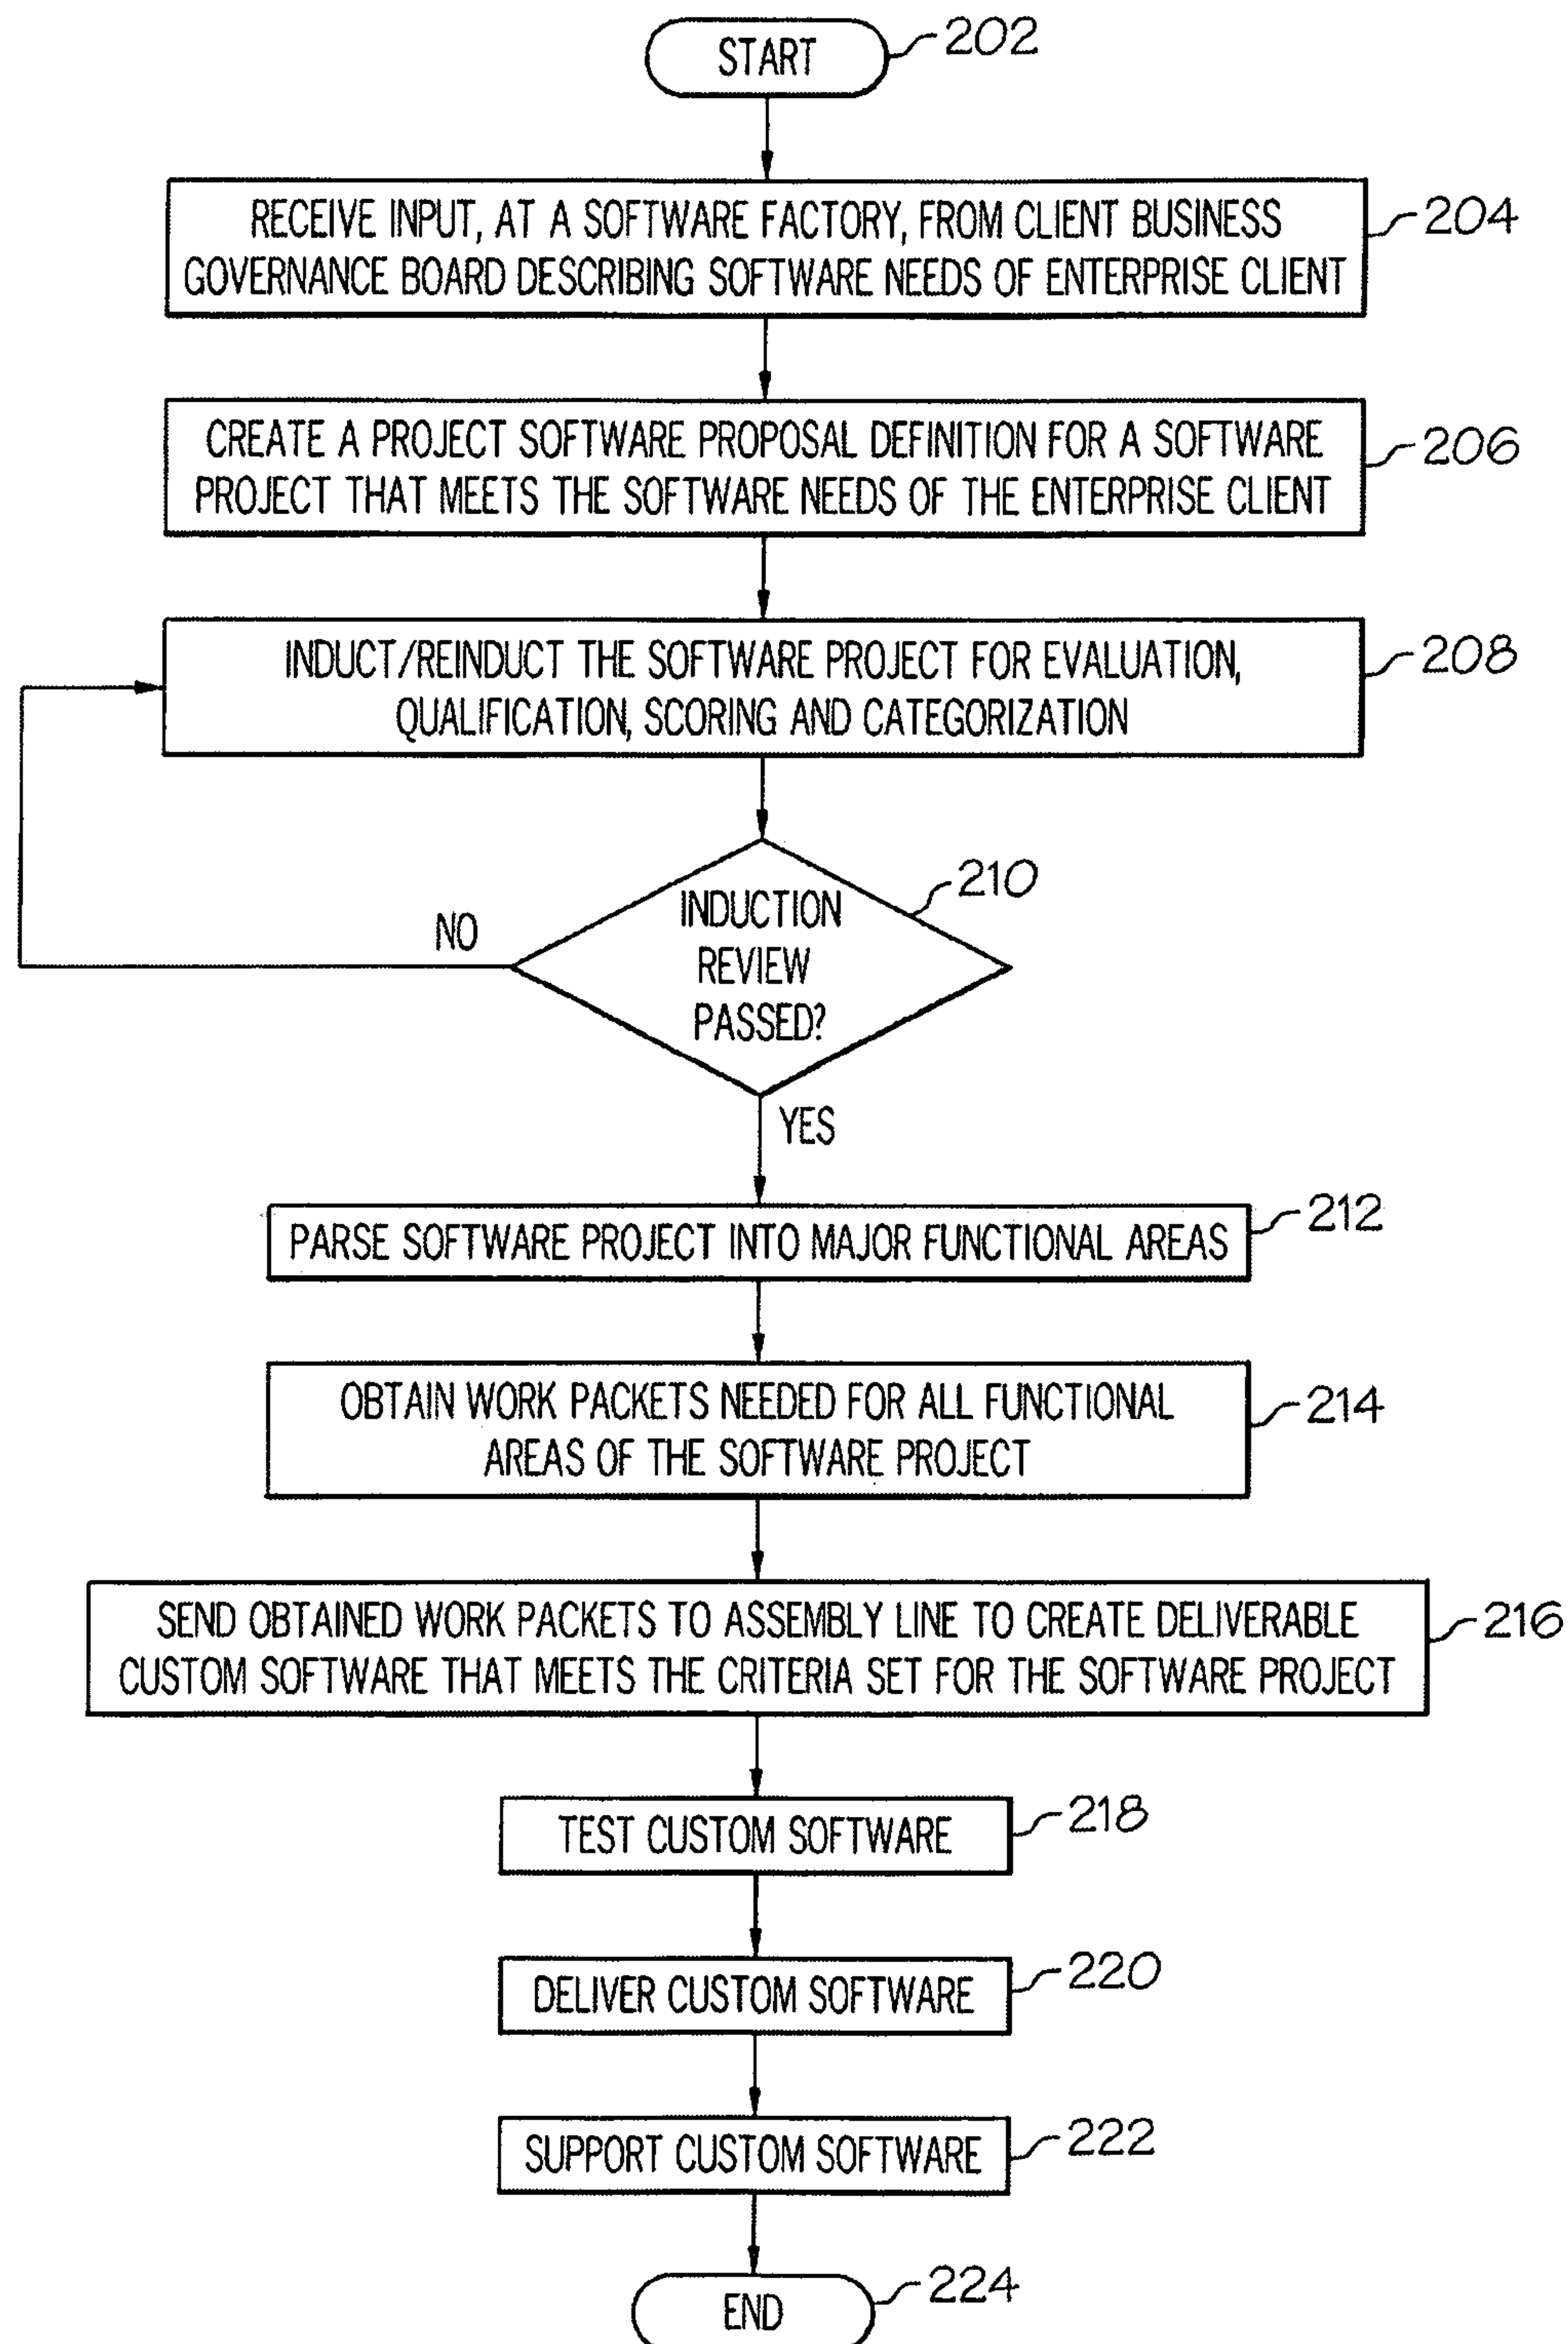 START
202
RECEIVE INPUT, AT A SOFTWARE FACTORY, FROM CLIENT BUSINESS
GOVERNANCE BOARD DESCRIBING SOFTWARE NEEDS OF ENTERPRISE CLIENT
204
CREATE A PROJECT SOFTWARE PROPOSAL DEFINITION FOR A SOFTWARE
PROJECT THAT MEETS THE SOFTWARE NEEDS OF THE ENTERPRISE CLIENT
206
INDUCT/REINDUCT THE SOFTWARE PROJECT FOR EVALUATION,
QUALIFICATION, SCORING AND CATEGORIZATION
208
INDUCTION
REVIEW
PASSED?
210
NO
YES
PARSE SOFTWARE PROJECT INTO MAJOR FUNCTIONAL AREAS
212
OBTAIN WORK PACKETS NEEDED FOR ALL FUNCTIONAL
AREAS OF THE SOFTWARE PROJECT
214
SEND OBTAINED WORK PACKETS TO ASSEMBLY LINE TO CREATE DELIVERABLE
CUSTOM SOFTWARE THAT MEETS THE CRITERIA SET FOR THE SOFTWARE PROJECT
216
TEST CUSTOM SOFTWARE
218
DELIVER CUSTOM SOFTWARE
220
SUPPORT CUSTOM SOFTWARE
222
END
224